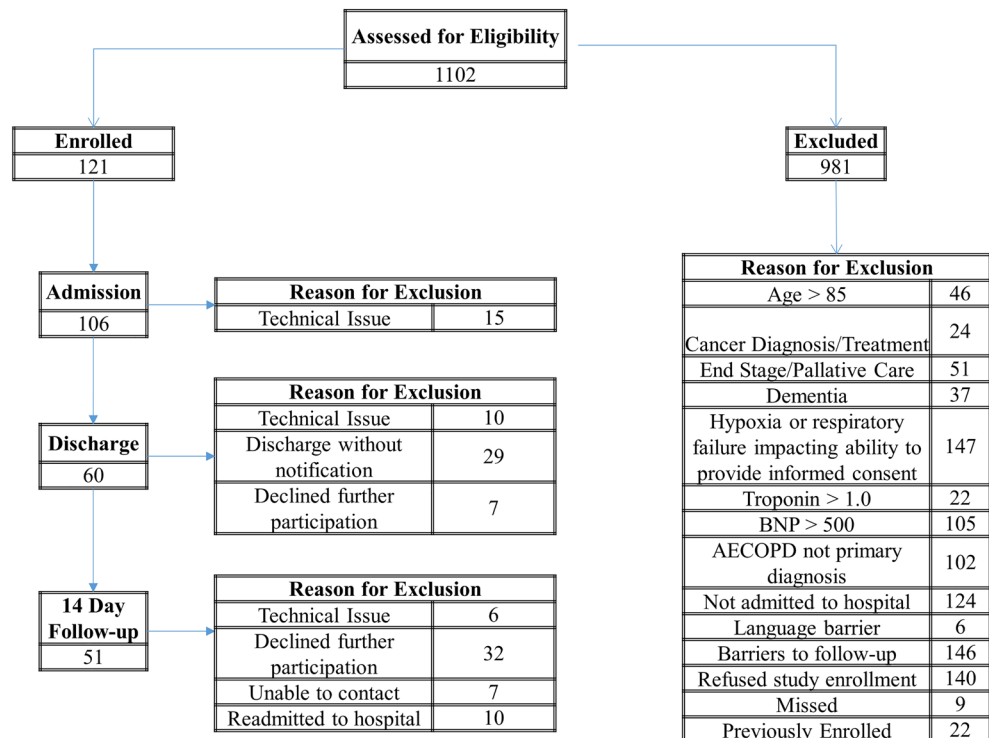 Assessed for Eligibility
1102
Enrolled
121
Excluded
981
Admission
106
Reason for Exclusion
Technical Issue 15
Discharge
60
Reason for Exclusion
Technical Issue 10
Discharge without
notification 29
Declined further
participation 7
14 Day
Follow-up
51
Reason for Exclusion
Technical Issue 6
Declined further
participation 32
Unable to contact 7
Readmitted to hospital 10
Reason for Exclusion
Age > 85 46
Cancer Diagnosis/Treatment 24
End Stage/Pallative Care 51
Dementia 37
Hypoxia or respiratory
failure impacting ability to 147
provide informed consent
Troponin > 1.0 22
BNP > 500 105
AECOPD not primary
diagnosis 102
Not admitted to hospital 124
Language barrier 6
Barriers to follow-up 146
Refused study enrollment 140
Missed 9
Previously Enrolled 22